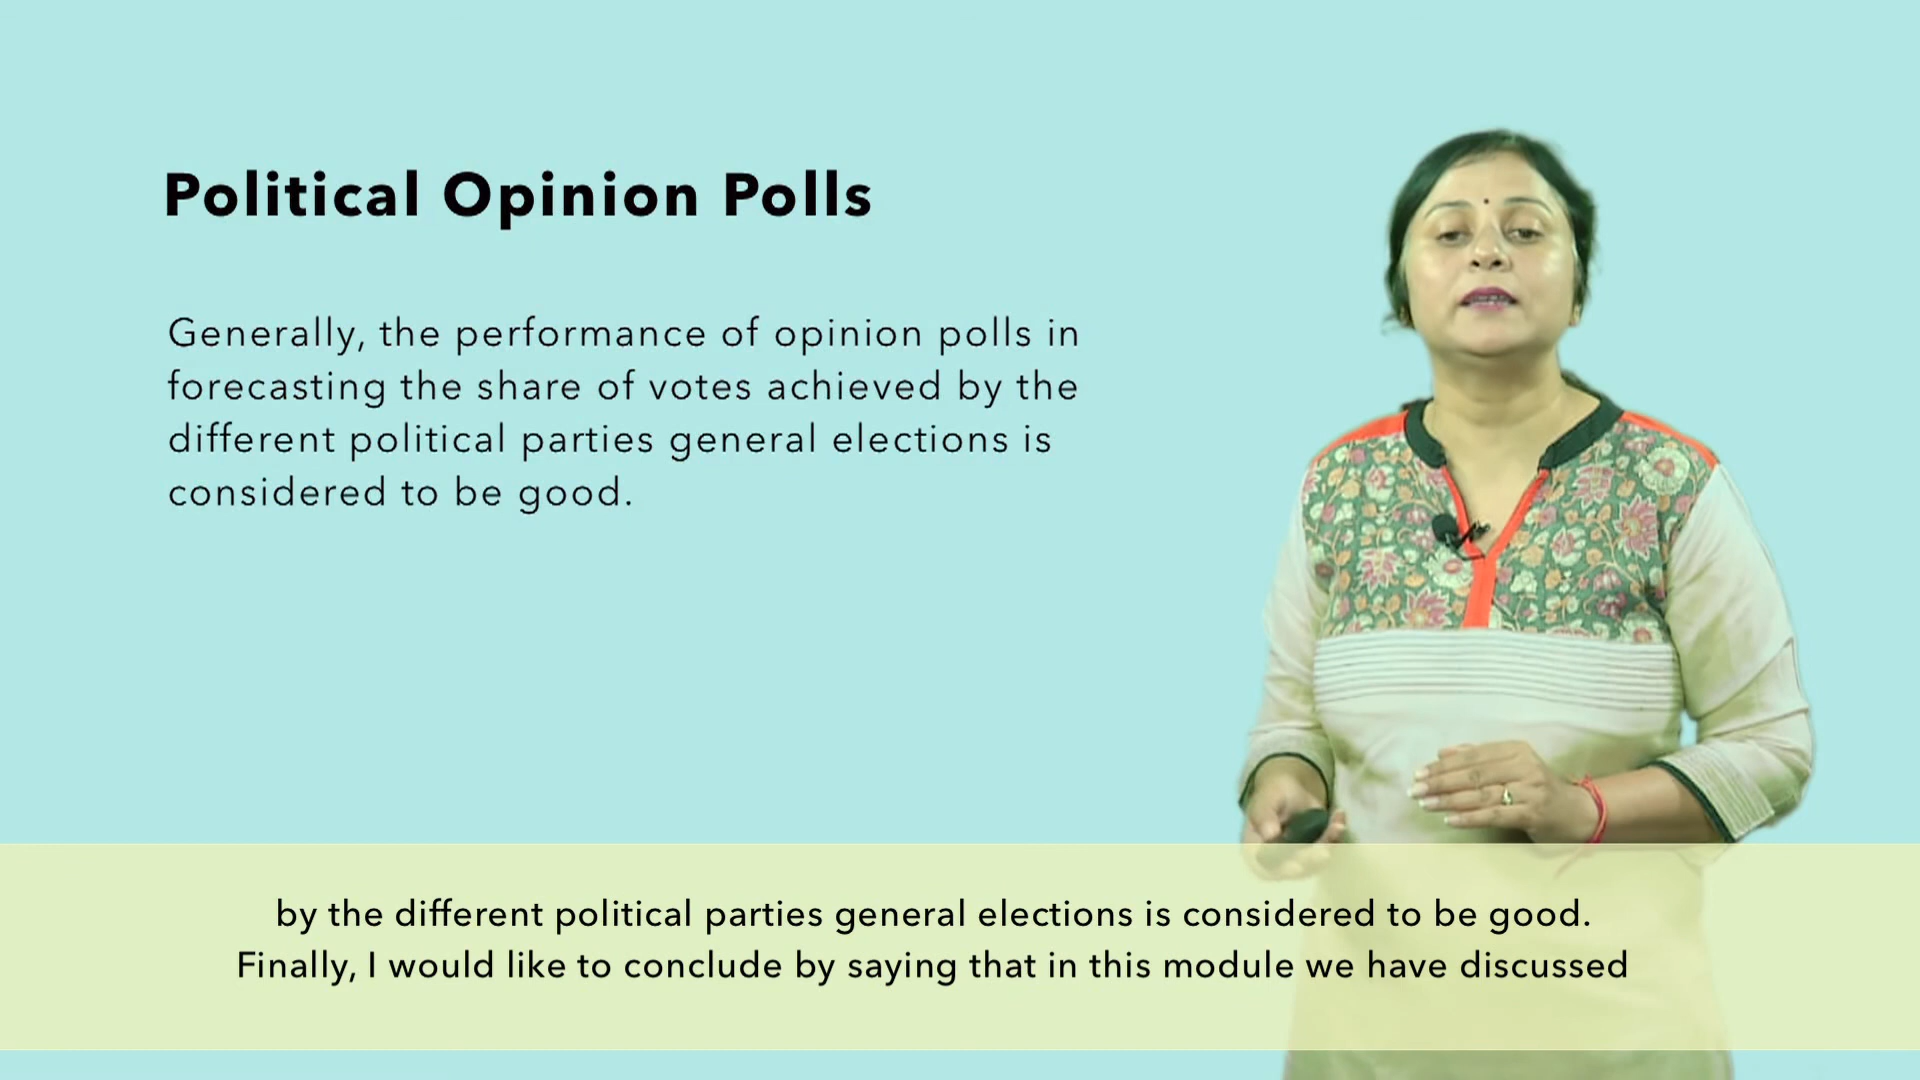 Political Opinion Polls
Generally, the performance of opinion polls in
forecasting the share of votes achieved by the
different political parties general elections is
considered to be good.
by the different political parties general elections is considered to be good.
Finally, I would like to conclude by saying that in this module we have discussed